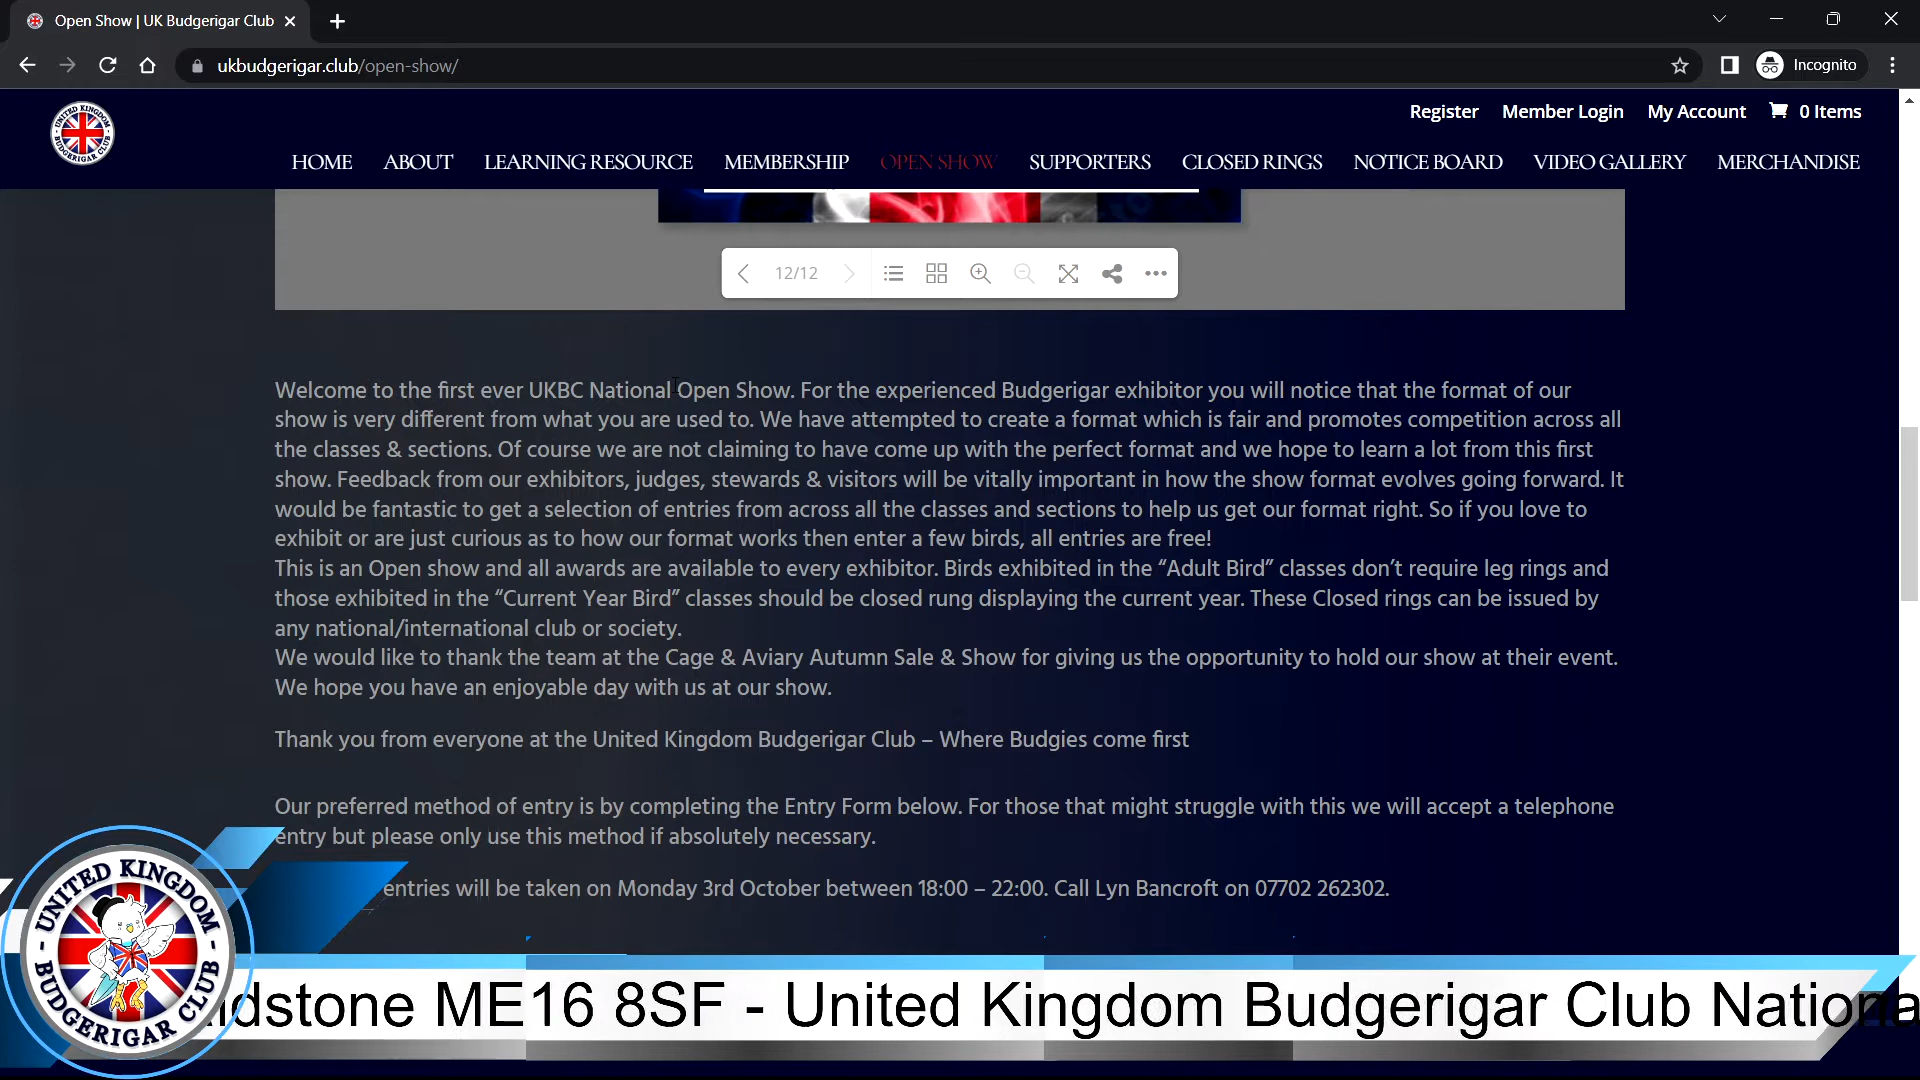 Open Show | UK Budgerigar Club
ukbudgerigar.club/open-show/
Incognito
Register Member Login My Account 0 Items
HOME ABOUT LEARNING RESOURCE MEMBERSHIP OPEN SHOW SUPPORTERS CLOSED RINGS NOTICE BOARD VIDEO GALLERY MERCHANDISE
12/12
Welcome to the first ever UKBC National Open Show. For the experienced Budgerigar exhibitor you will notice that the format of our
show is very different from what you are used to. We have attempted to create a format which is fair and promotes competition across all
the classes & sections. Of course we are not claiming to have come up with the perfect format and we hope to learn a lot from this first
show. Feedback from our exhibitors, judges, stewards & visitors will be vitally important in how the show format evolves going forward. It
would be fantastic to get a selection of entries from across all the classes and sections to help us get our format right. So if you love to
exhibit or are just curious as to how our format works then enter a few birds, all entries are free!
This is an Open show and all awards are available to every exhibitor. Birds exhibited in the “Adult Bird” classes don’t require leg rings and
those exhibited in the “Current Year Bird” classes should be closed rung displaying the current year. These Closed rings can be issued by
any national/international club or society.
We would like to thank the team at the Cage & Aviary Autumn Sale & Show for giving us the opportunity to hold our show at their event.
We hope you have an enjoyable day with us at our show.
Thank you from everyone at the United Kingdom Budgerigar Club – Where Budgies come first
Our preferred method of entry is by completing the Entry Form below. For those that might struggle with this we will accept a telephone
entry but please only use this method if absolutely necessary.
entries will be taken on Monday 3rd October between 18:00 – 22:00. Call Lyn Bancroft on 07702 262302.
UNITED KINGDOM
BUDGERIGAR CLUB
UNITED KINGDOM
BUDGERIGAR CLUB
idstone ME16 8SF - United Kingdom Budgerigar Club Nationa